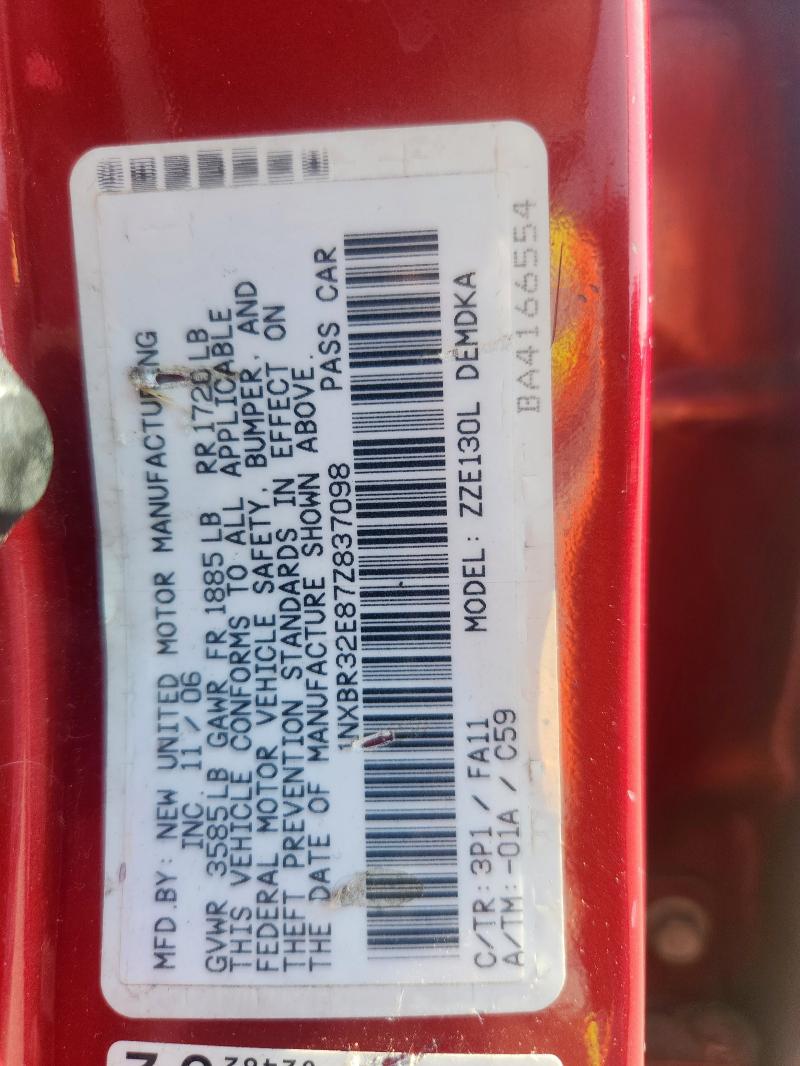 MFD.BY: NEW UNITED MOTOR MANUFACTURING
INC 11/06
GVWR 3585LB GAWR FR 1885LB RR 1720LB
THIS VEHICLE CONFORMS TO ALL APPLICABLE
FEDERAL MOTOR VEHICLE SAFETY, BUMPER, AND
THEFT PREVENTION STANDARDS IN EFFECT ON
THE DATE OF MANUFACTURE SHOWN ABOVE.
1NXBR32E87Z837098 PASS CAR
C/TR:3P1 / FA11 MODEL: ZZE130L DEMDKA
A/TM:-01A / C59
BA4166554